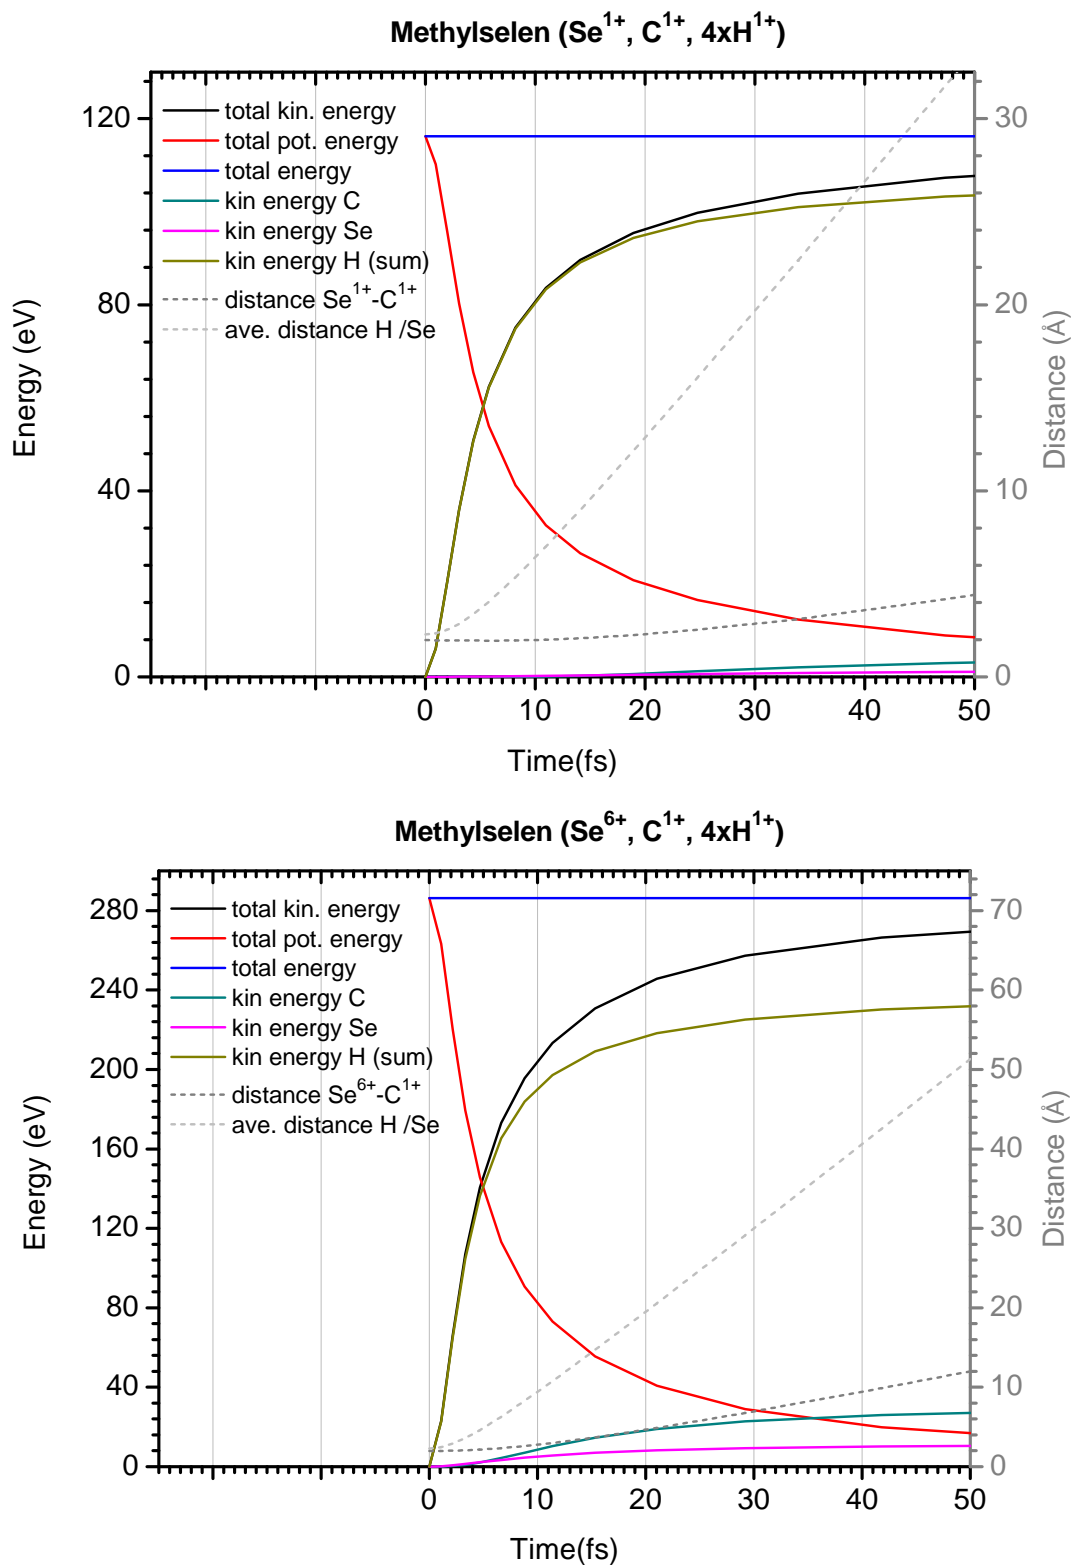 Methylselen (Se1+, C1+, 4xH1+)
total kin. energy
total pot. energy
total energy
kin energy C
kin energy Se
kin energy H (sum)
distance Se1+-C1+
ave. distance H /Se
120
80
40
0
Energy (eV)
30
20
10
0
Distance (Å)
0 10 20 30 40 50
Time(fs)
Methylselen (Se6+, C1+, 4xH1+)
total kin. energy
total pot. energy
total energy
kin energy C
kin energy Se
kin energy H (sum)
distance Se6+-C1+
ave. distance H /Se
280
240
200
160
120
80
40
0
Energy (eV)
70
60
50
40
30
20
10
0
Distance (Å)
0 10 20 30 40 50
Time(fs)